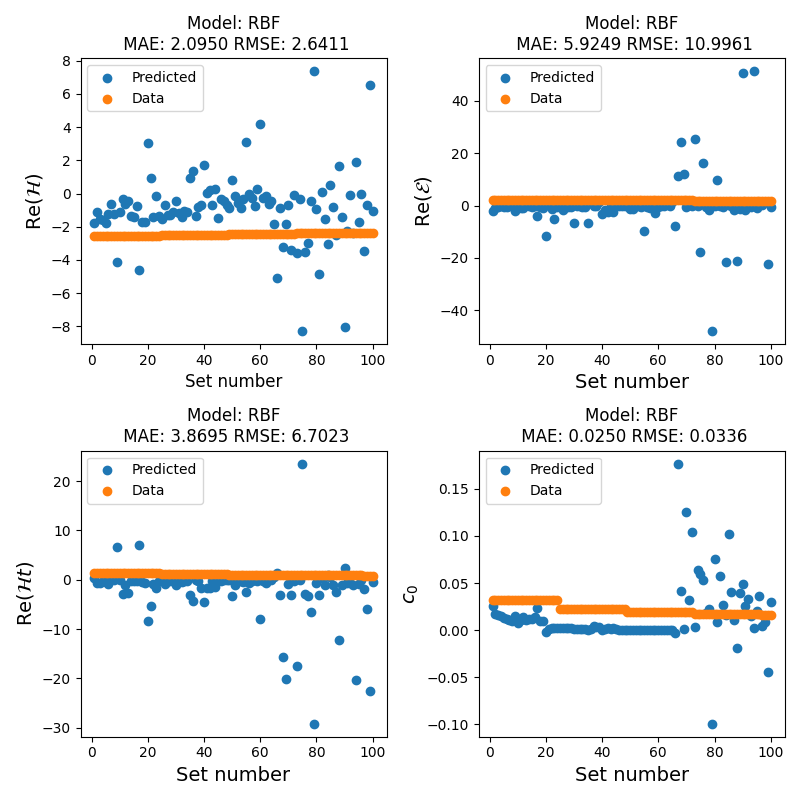 Model: RBF
MAE: 2.0950 RMSE: 2.6411
Re(ℋ)
8
6
4
2
0
−2
−4
−6
−8
Predicted
Data
0 20 40 60 80 100
Set number
Model: RBF
MAE: 5.9249 RMSE: 10.9961
Re(ℰ)
40
20
0
−20
−40
Predicted
Data
0 20 40 60 80 100
Set number
Model: RBF
MAE: 3.8695 RMSE: 6.7023
Re(ℋt)
20
10
0
−10
−20
−30
Predicted
Data
0 20 40 60 80 100
Set number
Model: RBF
MAE: 0.0250 RMSE: 0.0336
c₀
0.15
0.10
0.05
0.00
−0.05
−0.10
Predicted
Data
0 20 40 60 80 100
Set number